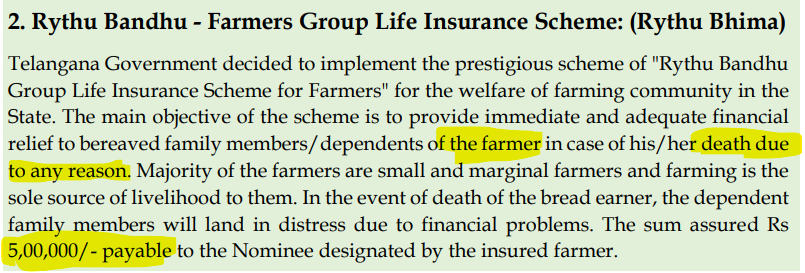 2. Rythu Bandhu - Farmers Group Life Insurance Scheme: (Rythu Bhima)
Telangana Government decided to implement the prestigious scheme of "Rythu Bandhu
Group Life Insurance Scheme for Farmers" for the welfare of farming community in the
State. The main objective of the scheme is to provide immediate and adequate financial
relief to bereaved family members/dependents of the farmer in case of his/her death due
to any reason. Majority of the farmers are small and marginal farmers and farming is the
sole source of livelihood to them. In the event of death of the bread earner, the dependent
family members will land in distress due to financial problems. The sum assured Rs
5,00,000/- payable to the Nominee designated by the insured farmer.